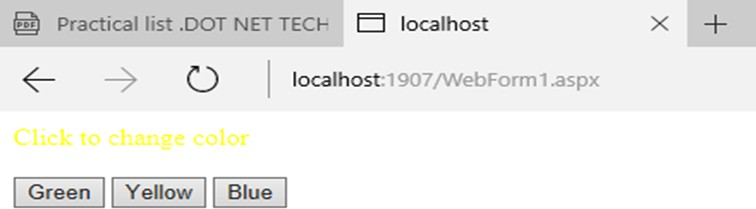 PDF Practical list .DOT NET TECH localhost
localhost:1907/WebForm1.aspx
Click to change color
Green Yellow Blue